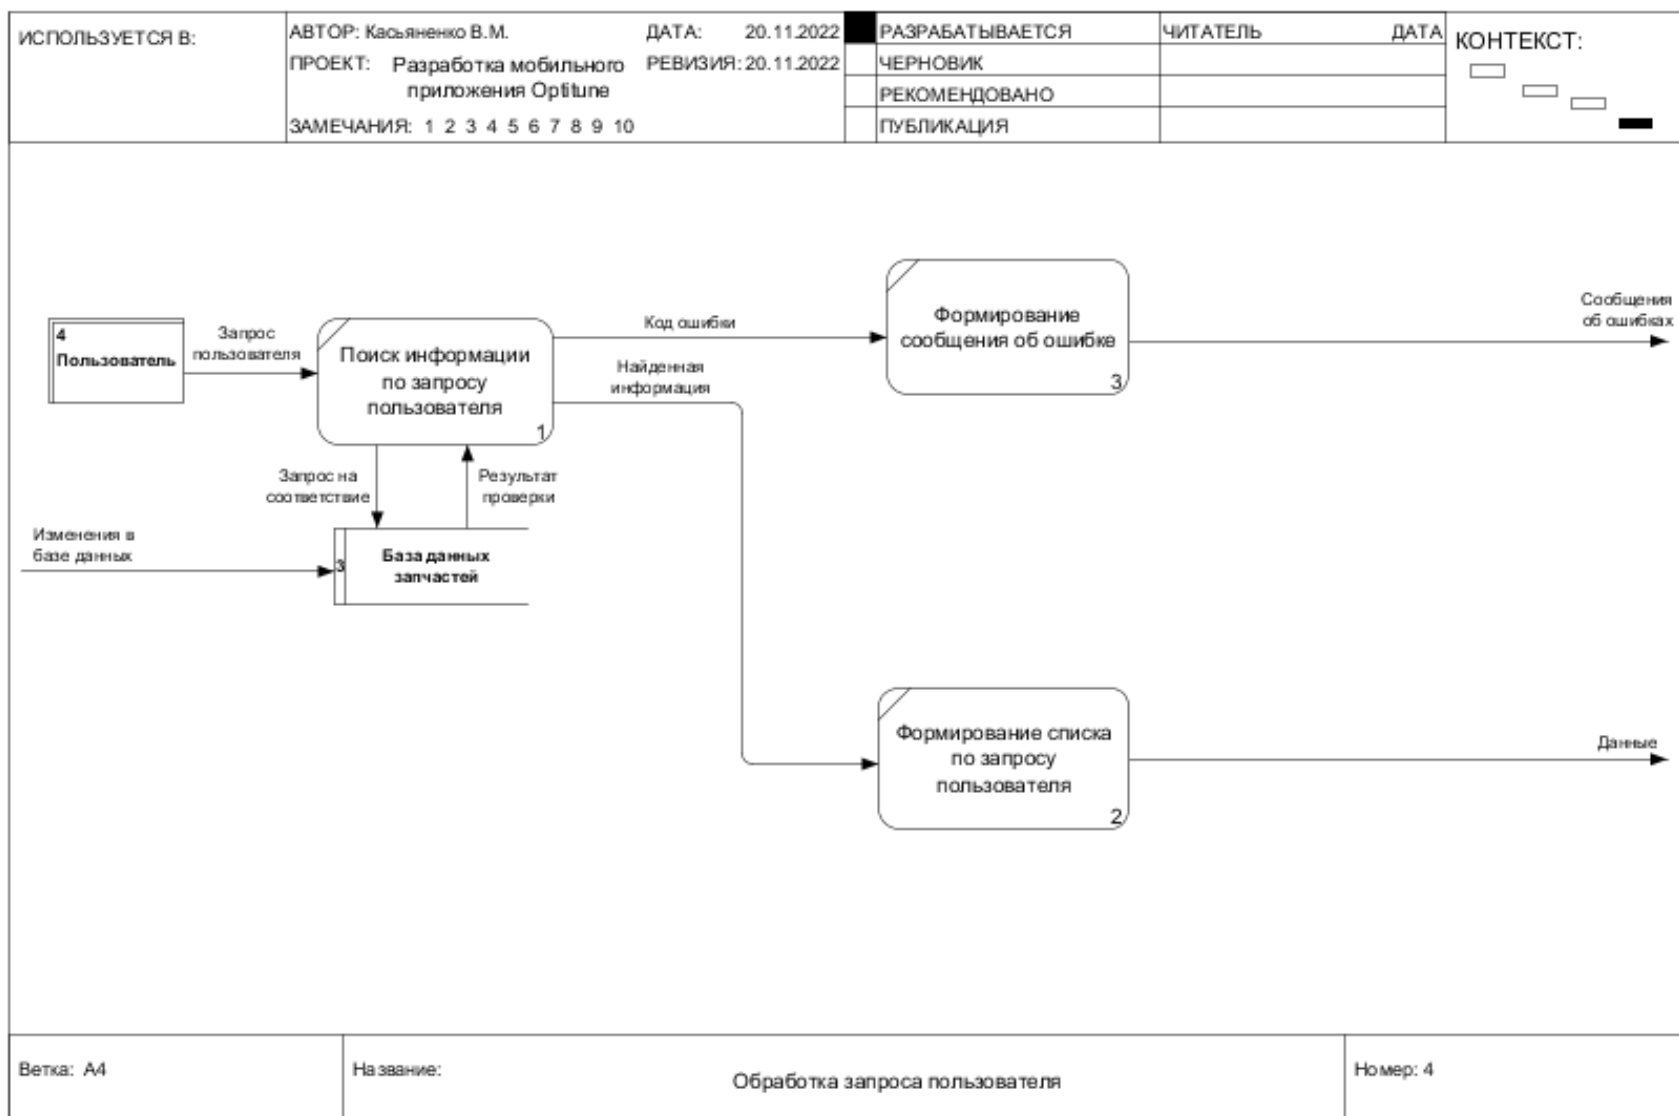 ИСПОЛЬЗУЕТСЯ В:
АВТОР: Касьяненко В.М.
ДАТА: 20.11.2022
ПРОЕКТ: Разработка мобильного
приложения Optitune
РЕВИЗИЯ: 20.11.2022
ЗАМЕЧАНИЯ: 1 2 3 4 5 6 7 8 9 10
РАЗРАБАТЫВАЕТСЯ
ЧЕРНОВИК
РЕКОМЕНДОВАНО
ПУБЛИКАЦИЯ
ЧИТАТЕЛЬ
ДАТА
КОНТЕКСТ:
4
Пользователь
Запрос
пользователя
Поиск информации
по запросу
пользователя
1
Код ошибки
Найденная
информация
Формирование
сообщения об ошибке
3
Сообщения
об ошибках
Запрос на
соответствие
Результат
проверки
Изменения в
базе данных
3
База данных
запчастей
Формирование списка
по запросу
пользователя
2
Данные
Ветка: A4
Название:
Обработка запроса пользователя
Номер: 4